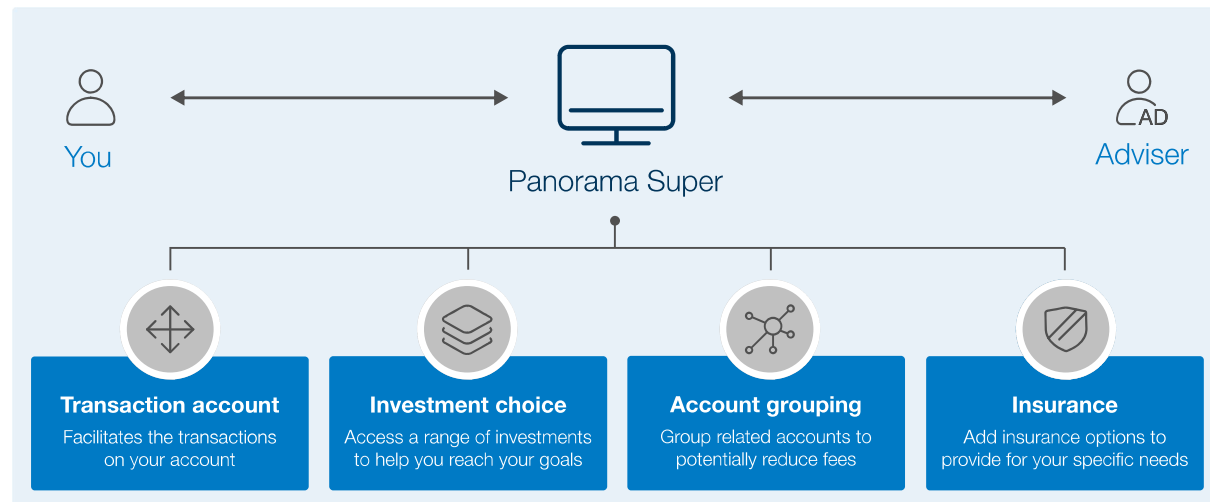 AD
You
Adviser
Panorama Super
Transaction account
Facilitates the transactions
on your account
Investment choice
Access a range of investments
to help you reach your goals
Account grouping
Group related accounts to
potentially reduce fees
Insurance
Add insurance options to
provide for your specific needs